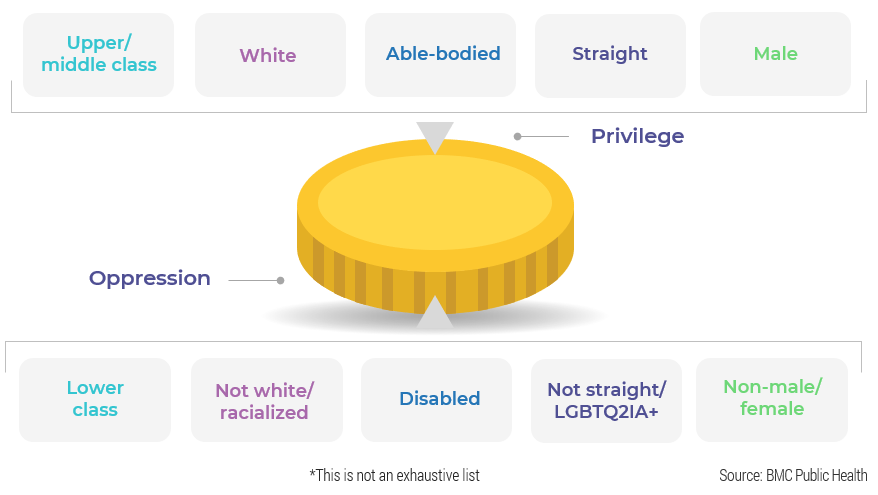 Upper/
middle class
White
Able-bodied
Straight
Male
Privilege
Oppression
Lower
class
Not white/
racialized
Disabled
Not straight/
LGBTQ2IA+
Non-male/
female
*This is not an exhaustive list
Source: BMC Public Health